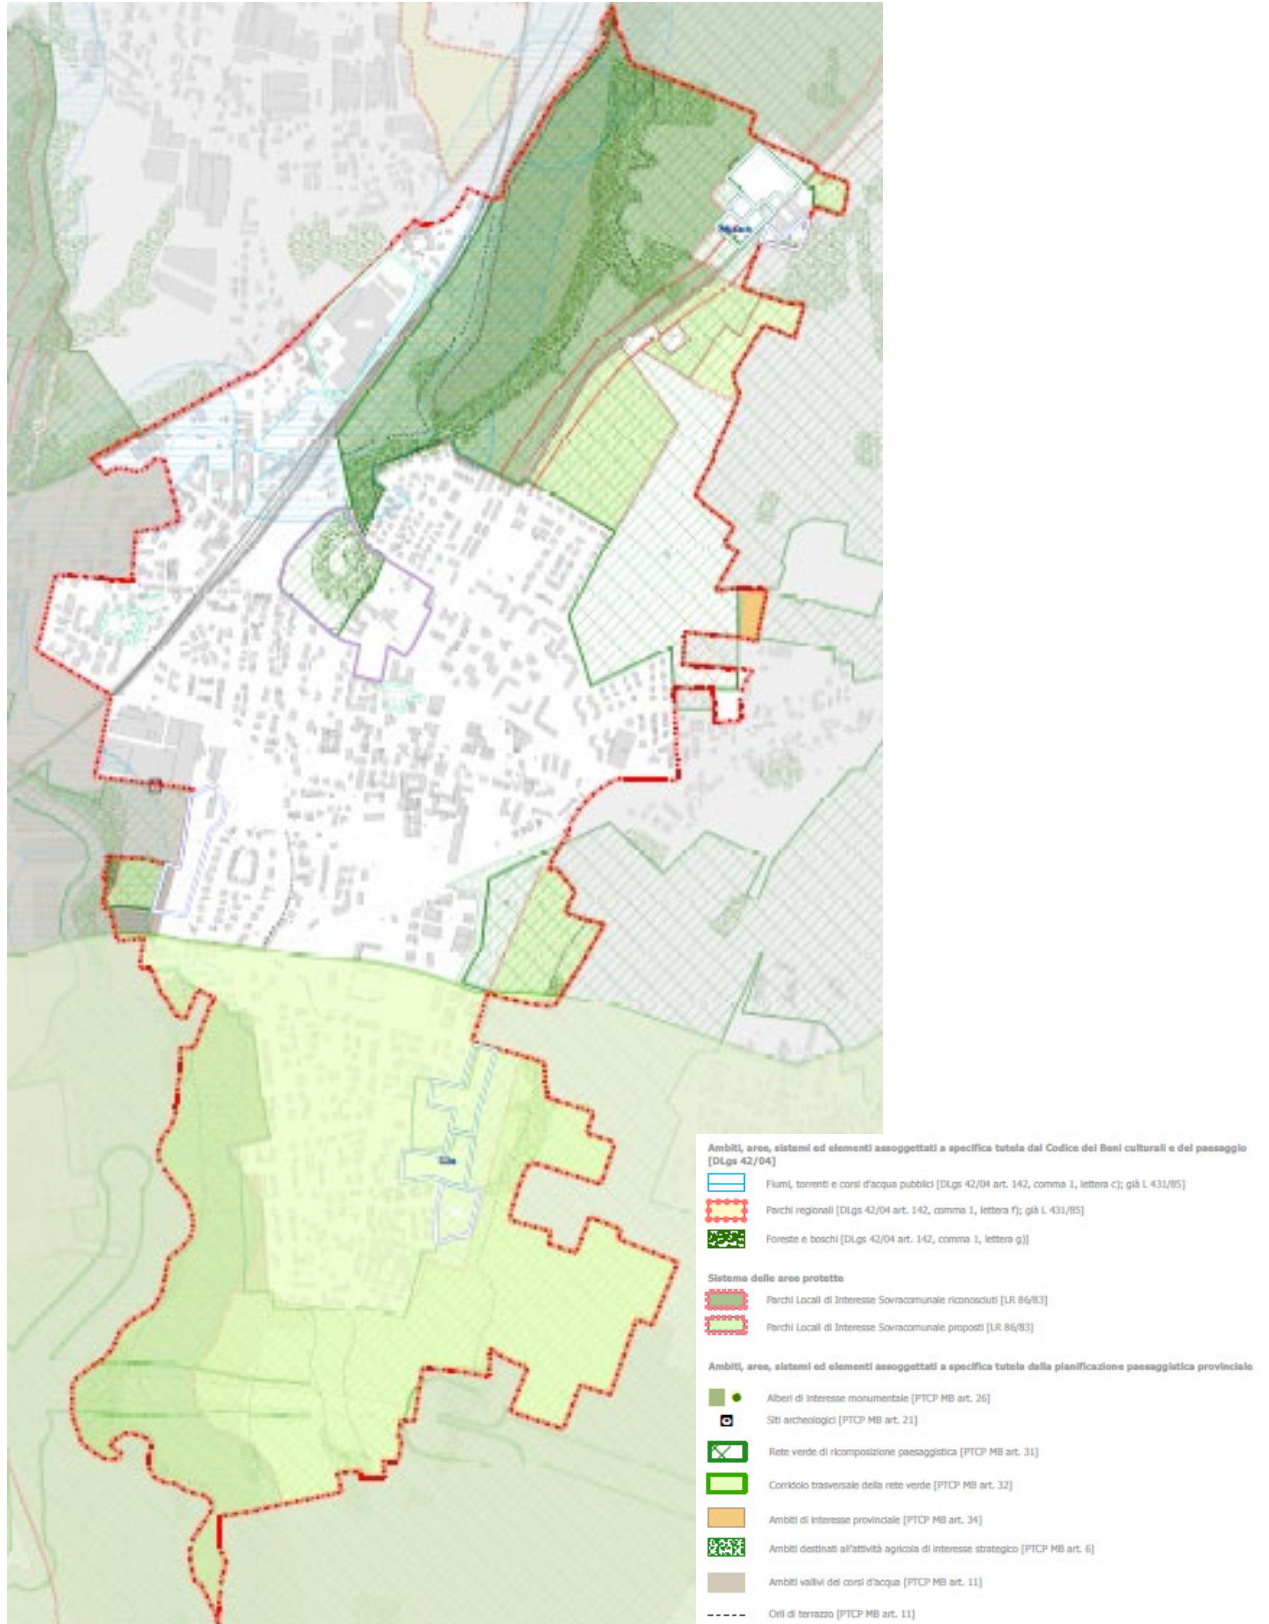 Ambiti, aree, sistemi ed elementi assoggettati a specifica tutela dal Codice dei Beni culturali e del paesaggio
[DLgs 42/04]
Fiumi, torrenti e corsi d'acqua pubblici [DLgs 42/04 art. 142, comma 1, lettera c); già L 431/85]
Parchi regionali [DLgs 42/04 art. 142, comma 1, lettera f); già L 431/85]
Foreste e boschi [DLgs 42/04 art. 142, comma 1, lettera g)]
Sistema delle aree protette
Parchi Locali di Interesse Sovracomunale riconosciuti [LR 86/83]
Parchi Locali di Interesse Sovracomunale proposti [LR 86/83]
Ambiti, aree, sistemi ed elementi assoggettati a specifica tutela dalla pianificazione paesaggistica provinciale
Alberi di interesse monumentale [PTCP MB art. 26]
Siti archeologici [PTCP MB art. 21]
Rete verde di ricomposizione paesaggistica [PTCP MB art. 31]
Corridoio trasversale della rete verde [PTCP MB art. 32]
Ambiti di interesse provinciale [PTCP MB art. 34]
Ambiti destinati all'attività agricola di interesse strategico [PTCP MB art. 6]
Ambiti vallivi dei corsi d'acqua [PTCP MB art. 11]
Orli di terrazzo [PTCP MB art. 11]